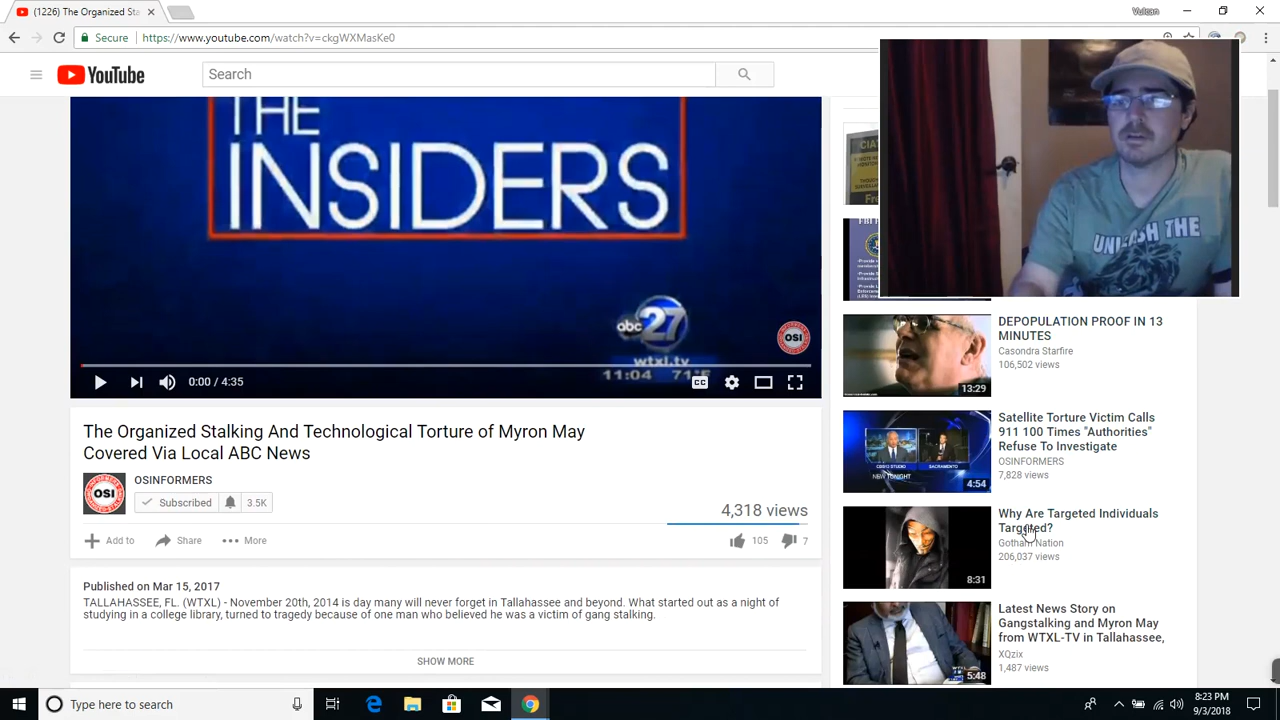 (1226) The Organized Sta
Vulcan
Secure
https://www.youtube.com/watch?v=ckgWXMasKe0
YouTube
Search
THE
INSIDERS
abc 27
wtxl.tv
11:04 71°F
OSI
0:00 / 4:35
CC
The Organized Stalking And Technological Torture of Myron May
Covered Via Local ABC News
OSI
OSINFORMERS
Subscribed 3.5K
4,318 views
Add to Share More
105 7
Published on Mar 15, 2017
TALLAHASSEE, FL. (WTXL) - November 20th, 2014 is day many will never forget in Tallahassee and beyond. What started out as a night of
studying in a college library, turned to tragedy because of one man who believed he was a victim of gang stalking.
SHOW MORE
UNLEASH THE
DEPOPULATION PROOF IN 13
MINUTES
Casondra Starfire
106,502 views
13:29
Satellite Torture Victim Calls
911 100 Times "Authorities"
Refuse To Investigate
OSINFORMERS
7,828 views
SACRAMENTO
4:54
Why Are Targeted Individuals
Targeted?
Gotham Nation
206,037 views
8:31
Latest News Story on
Gangstalking and Myron May
from WTXL-TV in Tallahassee,
XQzix
1,487 views
5:48
Type here to search
8:23 PM
9/3/2018